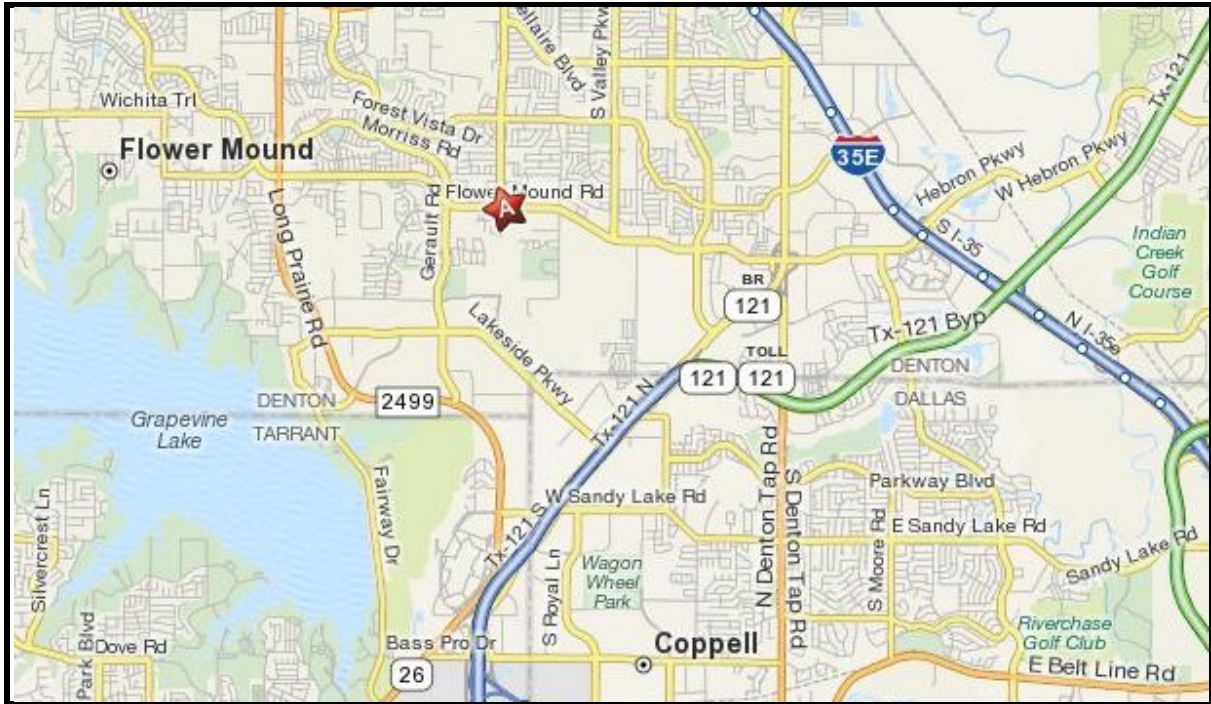 ellaire Blvd
S Valley Pkwy
Tx-121
Wichita Trl
Forest Vista Dr
Morriss Rd
Flower Mound
35E
Hebron Pkwy
W Hebron Pkwy
Flower Mound Rd
A
Gerault Rd
Long Prairie Rd
S I-35
Indian
Creek
Golf
Course
BR
121
Lakeside Pkwy
Tx-121 Byp
N I-35e
TOLL
121
121
DENTON
DALLAS
DENTON
TARRANT
2499
Grapevine
Lake
Tx-121 N
Fairway Dr
W Sandy Lake Rd
N Denton Tap Rd
S Denton Tap Rd
Parkway Blvd
E Sandy Lake Rd
Sandy Lake Rd
S Moore Rd
Silvercrest Ln
Tx-121 S
Wagon
Wheel
Park
S Royal Ln
Riverchase
Golf Club
Park Blvd
Dove Rd
Bass Pro Dr
Coppell
26
E Belt Line Rd